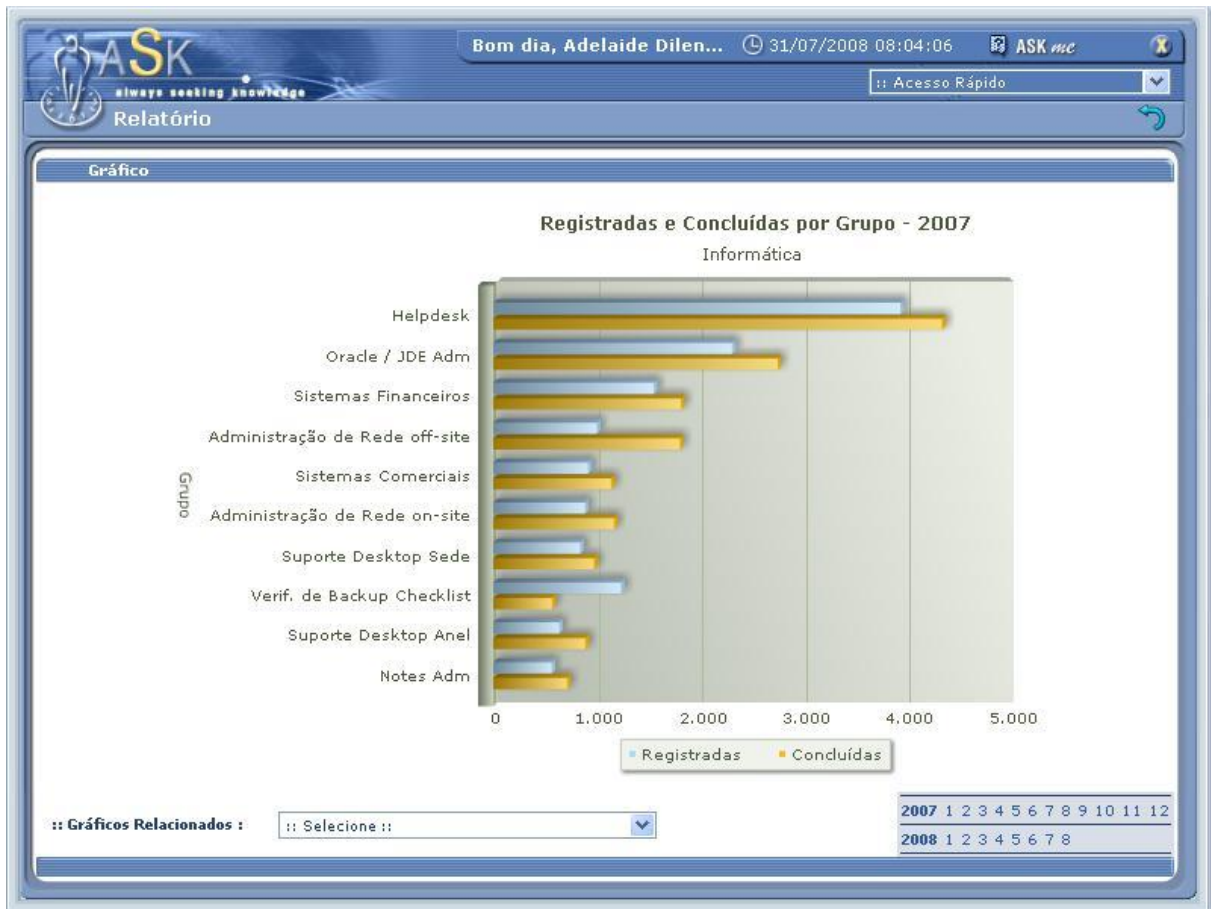 ASK
always seeking knowledge
Bom dia, Adelaide Dilen... 31/07/2008 08:04:06 ASK me X
:: Acesso Rápido
Relatório
Gráfico
Registradas e Concluídas por Grupo - 2007
Informática
Grupo
Helpdesk
Oracle / JDE Adm
Sistemas Financeiros
Administração de Rede off-site
Sistemas Comerciais
Administração de Rede on-site
Suporte Desktop Sede
Verif. de Backup Checklist
Suporte Desktop Anel
Notes Adm
0 1.000 2.000 3.000 4.000 5.000
Registradas Concluídas
:: Gráficos Relacionados : :: Selecione ::
2007 1 2 3 4 5 6 7 8 9 10 11 12
2008 1 2 3 4 5 6 7 8